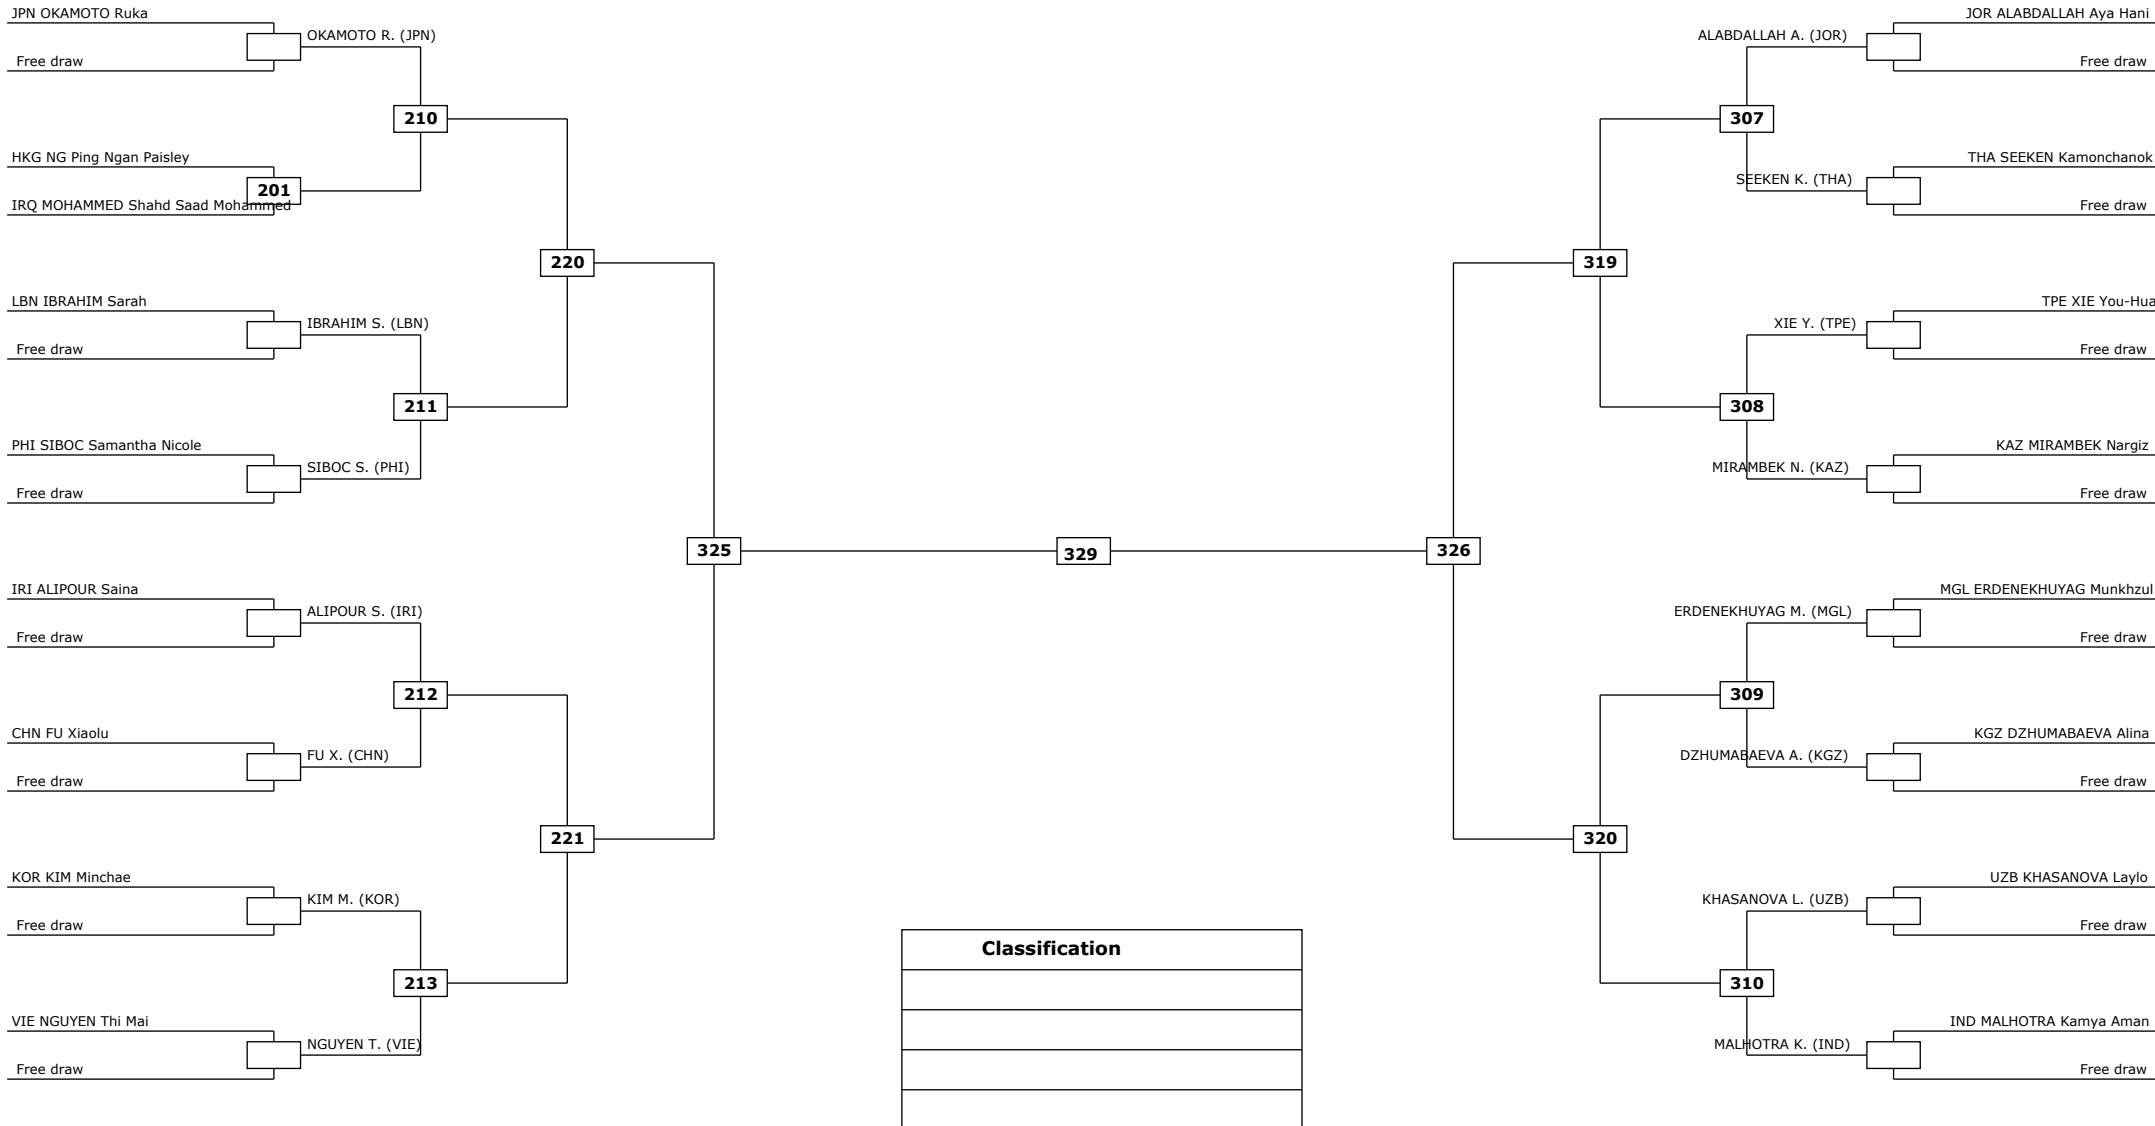 JPN OKAMOTO Ruka
OKAMOTO R. (JPN)
Free draw
210
HKG NG Ping Ngan Paisley
201
IRQ MOHAMMED Shahd Saad Mohammed
220
LBN IBRAHIM Sarah
IBRAHIM S. (LBN)
Free draw
211
PHI SIBOC Samantha Nicole
SIBOC S. (PHI)
Free draw
325
IRI ALIPOUR Saina
ALIPOUR S. (IRI)
Free draw
212
CHN FU Xiaolu
FU X. (CHN)
Free draw
221
KOR KIM Minchae
KIM M. (KOR)
Free draw
213
VIE NGUYEN Thi Mai
NGUYEN T. (VIE)
Free draw
329
Classification
JOR ALABDALLAH Aya Hani
ALABDALLAH A. (JOR)
Free draw
307
THA SEEKEN Kamonchanok
SEEKEN K. (THA)
Free draw
319
TPE XIE You-Hua
XIE Y. (TPE)
Free draw
308
KAZ MIRAMBEK Nargiz
MIRAMBEK N. (KAZ)
Free draw
326
MGL ERDENEKHUYAG Munkhzul
ERDENEKHUYAG M. (MGL)
Free draw
309
KGZ DZHUMABAEVA Alina
DZHUMABAEVA A. (KGZ)
Free draw
320
UZB KHASANOVA Laylo
KHASANOVA L. (UZB)
Free draw
310
IND MALHOTRA Kamya Aman
MALHOTRA K. (IND)
Free draw